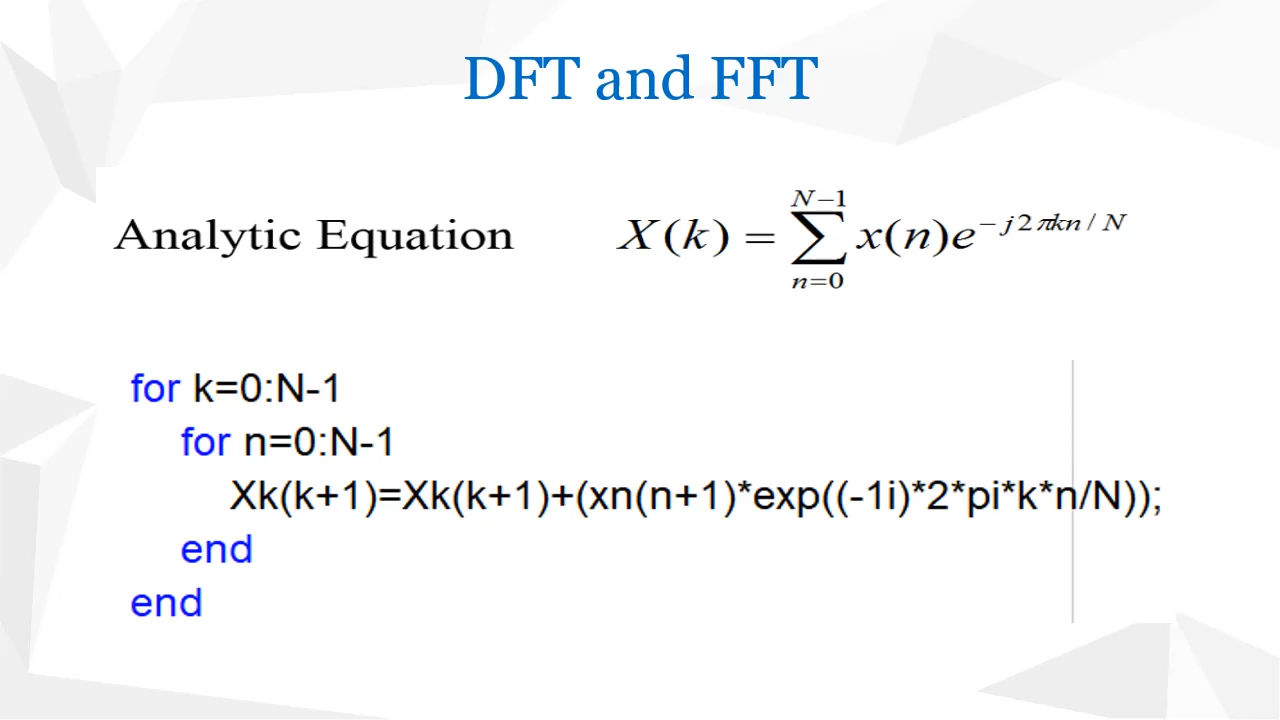 DFT and FFT
Analytic Equation X(k) = \sum_{n=0}^{N-1} x(n)e^{-j2πkn/N}
for k=0:N-1
for n=0:N-1
Xk(k+1)=Xk(k+1)+(xn(n+1)*exp((-1i)*2*pi*k*n/N));
end
end